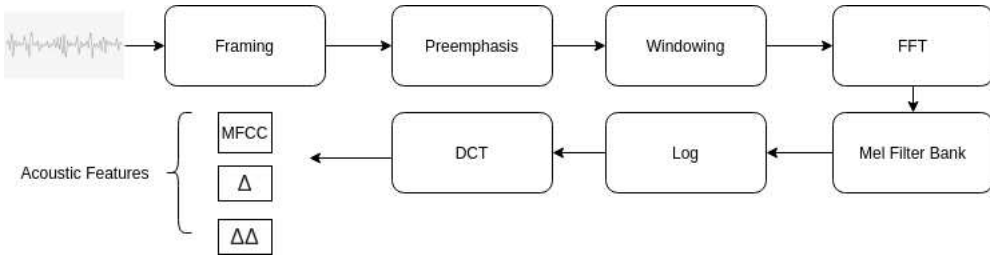 Framing
Preemphasis
Windowing
FFT
Mel Filter Bank
Log
DCT
MFCC
Δ
ΔΔ
Acoustic Features